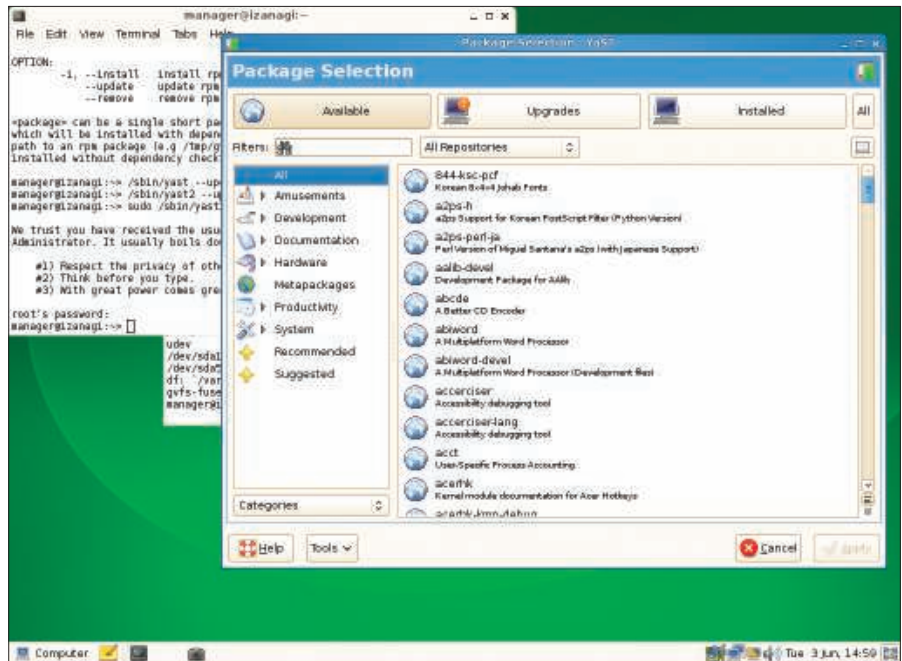 manager@izanagi:~
File Edit View Terminal Tabs Help
OPTION:
-i, --install install rp
--update update rpm
--remove remove rpm
<package> can be a single short pa
which will be installed with depen
path to an rpm package (e.g /tmp/g
installed without dependency check
manager@izanagi:~> /sbin/yast --up
manager@izanagi:~> /sbin/yast2 --u
manager@izanagi:~> sudo /sbin/yast
We trust you have received the usu
Administrator. It usually boils do
#1) Respect the privacy of oth
#2) Think before you type.
#3) With great power comes gre
root's password:
manager@izanagi:~>
udev
/dev/sda1
/dev/sda5
df: `/var
gvfs-fuse
manager@i
Package Selection - YaST
Package Selection
Available
Upgrades
Installed
All
Filters:
All Repositories
All
Amusements
Development
Documentation
Hardware
Metapackages
Productivity
System
Recommended
Suggested
Categories
844-ksc-pcf
Korean 8x4x4 Johab Fonts
a2ps-h
a2ps Support for Korean PostScript Filter (Python Version)
a2ps-perl-ja
Perl Version of Miguel Santana's a2ps (with Japanese Support)
aalib-devel
Development Package for AAlib
abcde
A Better CD Encoder
abiword
A Multiplatform Word Processor
abiword-devel
A Multiplatform Word Processor (Development files)
accerciser
Accessibility debugging tool
accerciser-lang
Accessibility debugging tool
acct
User-Specific Process Accounting
acerhk
Kernel module documentation for Acer Hotkeys
acerhk-kmp-debug
Help
Tools
Cancel
Apply
Computer
Tue 3 Jun, 14:59